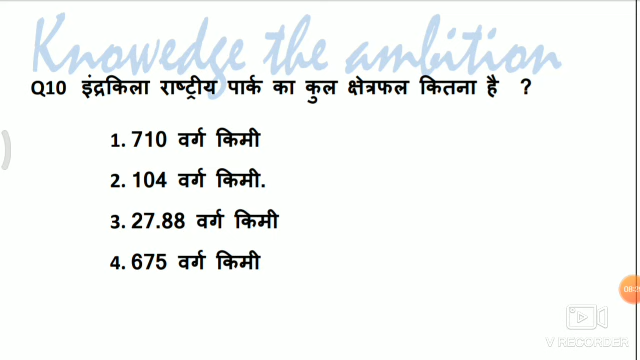 Knowedge the ambition
Q10 इंद्रकिला राष्ट्रीय पार्क का कुल क्षेत्रफल कितना है ?
1. 710 वर्ग किमी
2. 104 वर्ग किमी.
3. 27.88 वर्ग किमी
4. 675 वर्ग किमी
V RECORDER